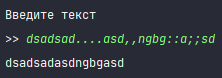 Введите текст
>> dsadsad....asd,,ngbg::a;;sd
dsadsadasdngbgasd